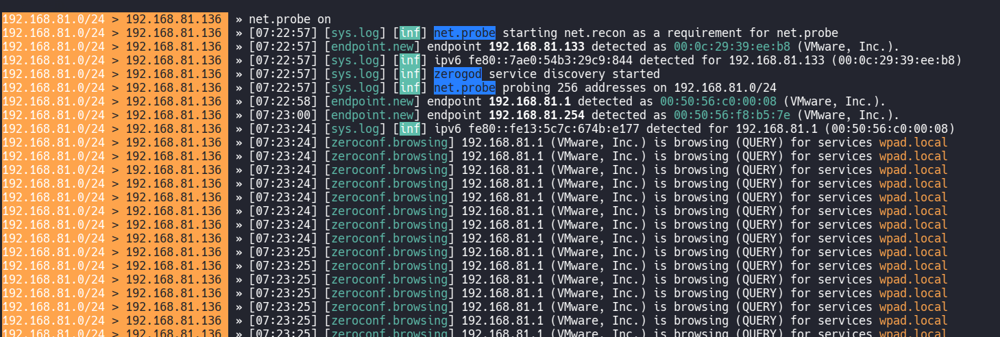 192.168.81.0/24 > 192.168.81.136 » net.probe on
192.168.81.0/24 > 192.168.81.136 » [07:22:57] [sys.log] [inf] net.probe starting net.recon as a requirement for net.probe
192.168.81.0/24 > 192.168.81.136 » [07:22:57] [endpoint.new] endpoint 192.168.81.133 detected as 00:0c:29:39:ee:b8 (VMware, Inc.).
192.168.81.0/24 > 192.168.81.136 » [07:22:57] [sys.log] [inf] ipv6 fe80::7ae0:54b3:29c9:844 detected for 192.168.81.133 (00:0c:29:39:ee:b8)
192.168.81.0/24 > 192.168.81.136 » [07:22:57] [sys.log] [inf] zerogod service discovery started
192.168.81.0/24 > 192.168.81.136 » [07:22:57] [sys.log] [inf] net.probe probing 256 addresses on 192.168.81.0/24
192.168.81.0/24 > 192.168.81.136 » [07:22:58] [endpoint.new] endpoint 192.168.81.1 detected as 00:50:56:c0:00:08 (VMware, Inc.).
192.168.81.0/24 > 192.168.81.136 » [07:23:00] [endpoint.new] endpoint 192.168.81.254 detected as 00:50:56:f8:b5:7e (VMware, Inc.).
192.168.81.0/24 > 192.168.81.136 » [07:23:24] [sys.log] [inf] ipv6 fe80::fe13:5c7c:674b:e177 detected for 192.168.81.1 (00:50:56:c0:00:08)
192.168.81.0/24 > 192.168.81.136 » [07:23:24] [zeroconf.browsing] 192.168.81.1 (VMware, Inc.) is browsing (QUERY) for services wpad.local
192.168.81.0/24 > 192.168.81.136 » [07:23:24] [zeroconf.browsing] 192.168.81.1 (VMware, Inc.) is browsing (QUERY) for services wpad.local
192.168.81.0/24 > 192.168.81.136 » [07:23:24] [zeroconf.browsing] 192.168.81.1 (VMware, Inc.) is browsing (QUERY) for services wpad.local
192.168.81.0/24 > 192.168.81.136 » [07:23:24] [zeroconf.browsing] 192.168.81.1 (VMware, Inc.) is browsing (QUERY) for services wpad.local
192.168.81.0/24 > 192.168.81.136 » [07:23:24] [zeroconf.browsing] 192.168.81.1 (VMware, Inc.) is browsing (QUERY) for services wpad.local
192.168.81.0/24 > 192.168.81.136 » [07:23:24] [zeroconf.browsing] 192.168.81.1 (VMware, Inc.) is browsing (QUERY) for services wpad.local
192.168.81.0/24 > 192.168.81.136 » [07:23:24] [zeroconf.browsing] 192.168.81.1 (VMware, Inc.) is browsing (QUERY) for services wpad.local
192.168.81.0/24 > 192.168.81.136 » [07:23:24] [zeroconf.browsing] 192.168.81.1 (VMware, Inc.) is browsing (QUERY) for services wpad.local
192.168.81.0/24 > 192.168.81.136 » [07:23:25] [zeroconf.browsing] 192.168.81.1 (VMware, Inc.) is browsing (QUERY) for services wpad.local
192.168.81.0/24 > 192.168.81.136 » [07:23:25] [zeroconf.browsing] 192.168.81.1 (VMware, Inc.) is browsing (QUERY) for services wpad.local
192.168.81.0/24 > 192.168.81.136 » [07:23:25] [zeroconf.browsing] 192.168.81.1 (VMware, Inc.) is browsing (QUERY) for services wpad.local
192.168.81.0/24 > 192.168.81.136 » [07:23:25] [zeroconf.browsing] 192.168.81.1 (VMware, Inc.) is browsing (QUERY) for services wpad.local
192.168.81.0/24 > 192.168.81.136 » [07:23:25] [zeroconf.browsing] 192.168.81.1 (VMware, Inc.) is browsing (QUERY) for services wpad.local
192.168.81.0/24 > 192.168.81.136 » [07:23:25] [zeroconf.browsing] 192.168.81.1 (VMware, Inc.) is browsing (QUERY) for services wpad.local
192.168.81.0/24 > 192.168.81.136 » [07:23:25] [zeroconf.browsing] 192.168.81.1 (VMware, Inc.) is browsing (QUERY) for services wpad.local